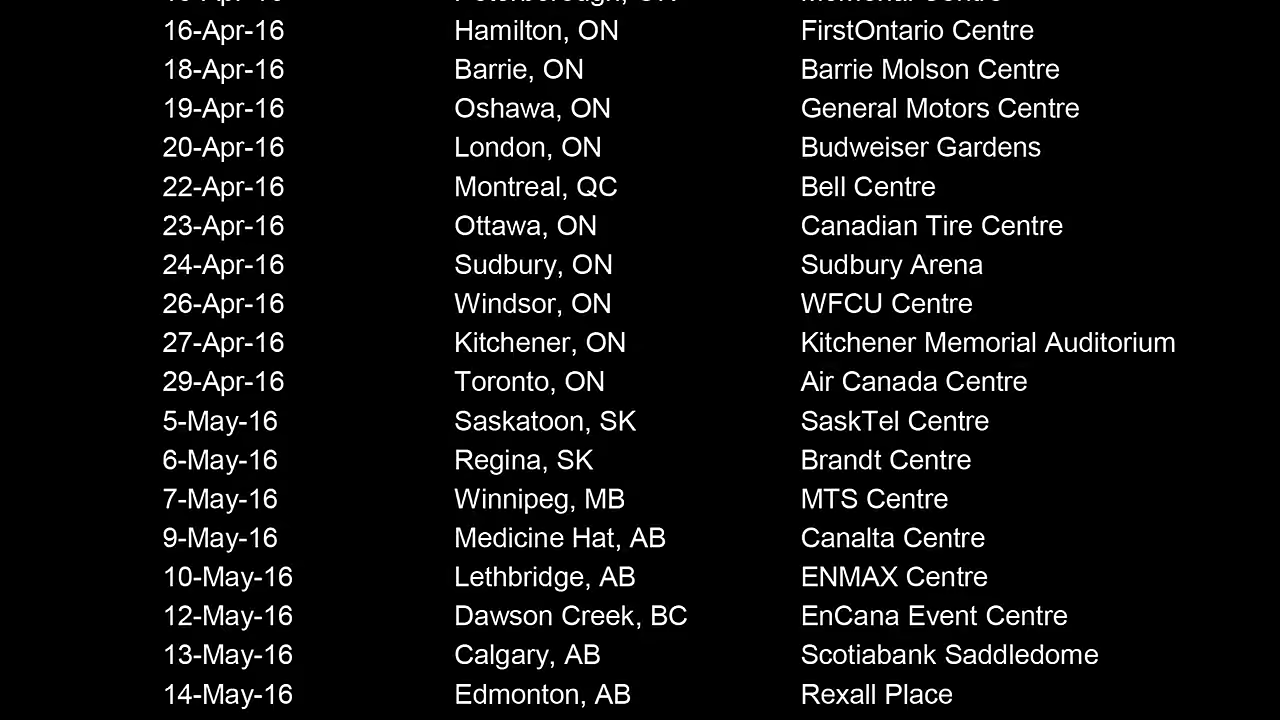 16-Apr-16 Hamilton, ON FirstOntario Centre
18-Apr-16 Barrie, ON Barrie Molson Centre
19-Apr-16 Oshawa, ON General Motors Centre
20-Apr-16 London, ON Budweiser Gardens
22-Apr-16 Montreal, QC Bell Centre
23-Apr-16 Ottawa, ON Canadian Tire Centre
24-Apr-16 Sudbury, ON Sudbury Arena
26-Apr-16 Windsor, ON WFCU Centre
27-Apr-16 Kitchener, ON Kitchener Memorial Auditorium
29-Apr-16 Toronto, ON Air Canada Centre
5-May-16 Saskatoon, SK SaskTel Centre
6-May-16 Regina, SK Brandt Centre
7-May-16 Winnipeg, MB MTS Centre
9-May-16 Medicine Hat, AB Canalta Centre
10-May-16 Lethbridge, AB ENMAX Centre
12-May-16 Dawson Creek, BC EnCana Event Centre
13-May-16 Calgary, AB Scotiabank Saddledome
14-May-16 Edmonton, AB Rexall Place